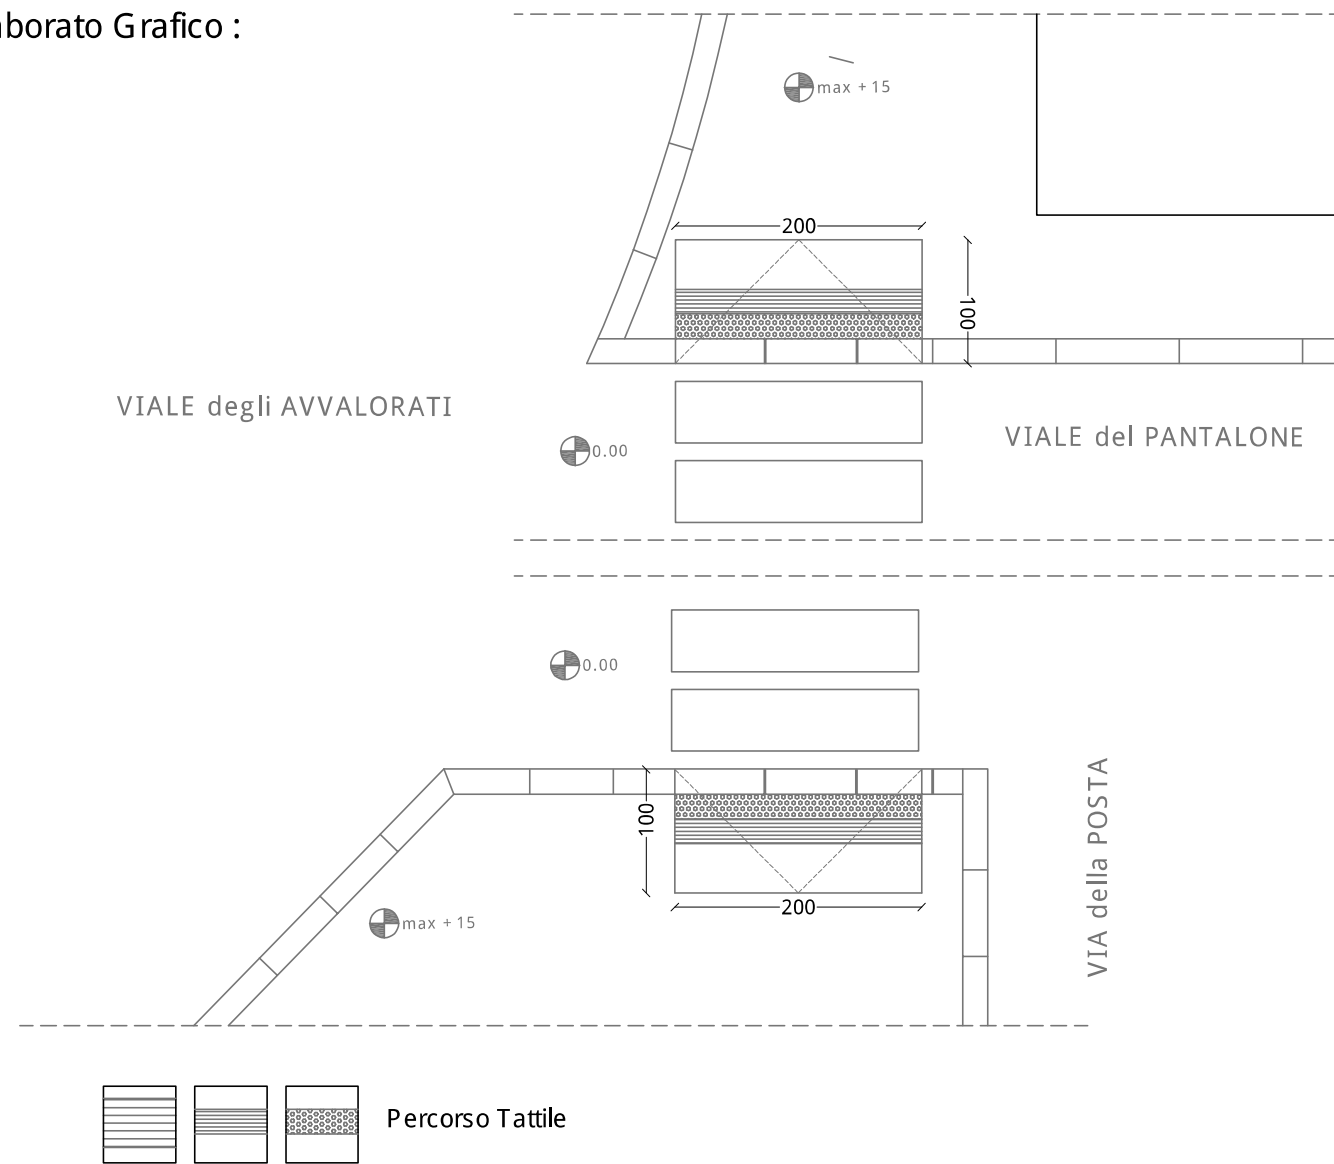 aborato Grafico :
max + 15
200
100
VIALE degli AVVALORATI
VIALE del PANTALONE
0.00
0.00
100
200
max + 15
VIA della POSTA
Percorso Tattile